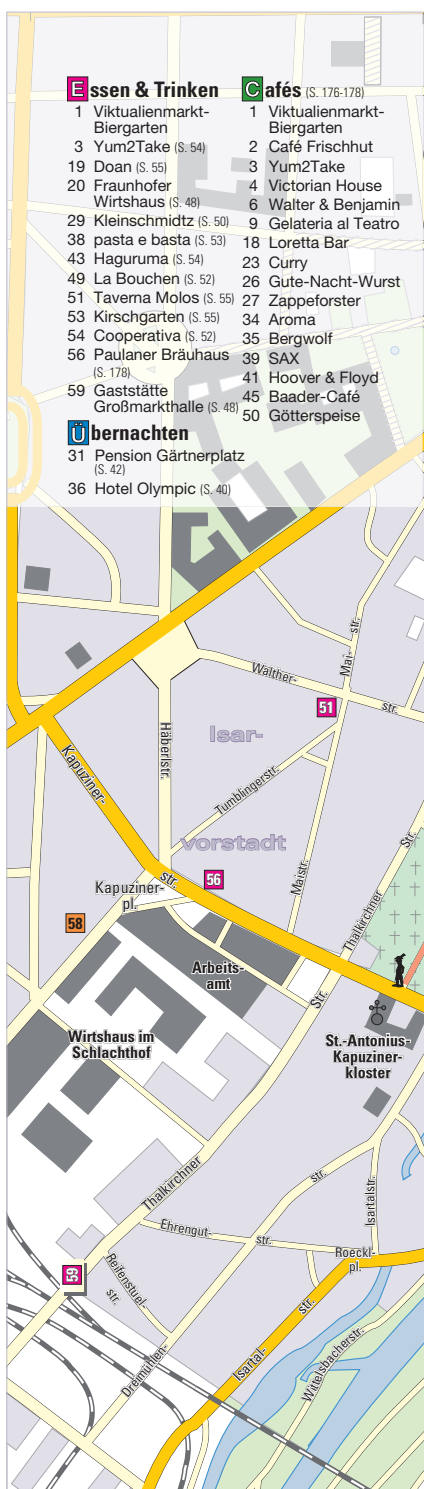 Essen & Trinken
1 Viktualienmarkt-
Biergarten
3 Yum2Take (S. 54)
19 Doan (S. 55)
20 Fraunhofer
Wirtshaus (S. 48)
29 Kleinschmidtz (S. 50)
38 pasta e basta (S. 53)
43 Haguruma (S. 54)
49 La Bouchen (S. 52)
51 Taverna Molos (S. 55)
53 Kirschgarten (S. 55)
54 Cooperativa (S. 52)
56 Paulaner Bräuhaus
(S. 178)
59 Gaststätte
Großmarkthalle (S. 48)
Übernachten
31 Pension Gärtnerplatz
(S. 42)
36 Hotel Olympic (S. 40)
Cafés (S. 176-178)
1 Viktualienmarkt-
Biergarten
2 Café Frischhut
3 Yum2Take
4 Victorian House
6 Walter & Benjamin
9 Gelateria al Teatro
18 Loretta Bar
23 Curry
26 Gute-Nacht-Wurst
27 Zappeforster
34 Aroma
35 Bergwolf
39 SAX
41 Hoover & Floyd
45 Baader-Café
50 Götterspeise
Mai-
str.
Walther-
str.
51
Isar-
Häberlstr.
Kapuziner-
str.
Tumblingerstr.
vorstadt
Maistr.
Thalkirchner
Str.
56
Kapuziner-
pl.
58
Arbeits-
amt
Str.
Wirtshaus im
Schlachthof
St.-Antonius-
Kapuziner-
kloster
Thalkirchner
str.
Isartalstr.
Ehrengut-
str.
Roeckl-
pl.
59
Reifenstuel-
str.
Dreimühlen-
Isartal-
str.
Wittelsbacherstr.